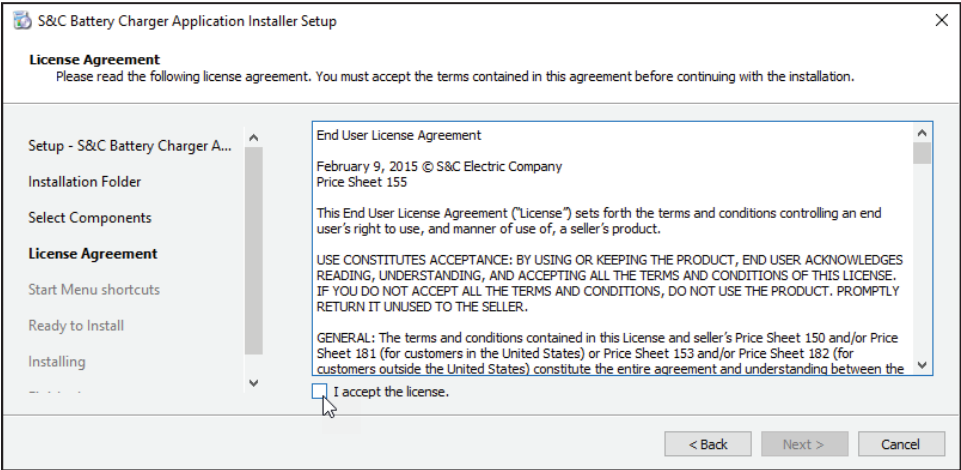 S&C Battery Charger Application Installer Setup
License Agreement
Please read the following license agreement. You must accept the terms contained in this agreement before continuing with the installation.
Setup - S&C Battery Charger A...
Installation Folder
Select Components
License Agreement
Start Menu shortcuts
Ready to Install
Installing
End User License Agreement
February 9, 2015 © S&C Electric Company
Price Sheet 155
This End User License Agreement ("License") sets forth the terms and conditions controlling an end
user's right to use, and manner of use of, a seller's product.
USE CONSTITUTES ACCEPTANCE: BY USING OR KEEPING THE PRODUCT, END USER ACKNOWLEDGES
READING, UNDERSTANDING, AND ACCEPTING ALL THE TERMS AND CONDITIONS OF THIS LICENSE.
IF YOU DO NOT ACCEPT ALL THE TERMS AND CONDITIONS, DO NOT USE THE PRODUCT. PROMPTLY
RETURN IT UNUSED TO THE SELLER.
GENERAL: The terms and conditions contained in this License and seller's Price Sheet 150 and/or Price
Sheet 181 (for customers in the United States) or Price Sheet 153 and/or Price Sheet 182 (for
customers outside the United States) constitute the entire agreement and understanding between the
I accept the license.
< Back
Next >
Cancel